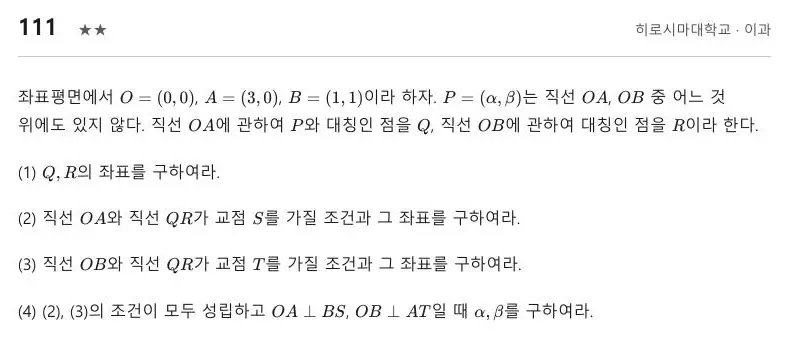 111 ★★
히로시마대학교 · 이과
좌표평면에서 O = (0, 0), A = (3, 0), B = (1, 1)이라 하자. P = (α, β)는 직선 OA, OB 중 어느 것
위에도 있지 않다. 직선 OA에 관하여 P와 대칭인 점을 Q, 직선 OB에 관하여 대칭인 점을 R이라 한다.
(1) Q, R의 좌표를 구하여라.
(2) 직선 OA와 직선 QR가 교점 S를 가질 조건과 그 좌표를 구하여라.
(3) 직선 OB와 직선 QR가 교점 T를 가질 조건과 그 좌표를 구하여라.
(4) (2), (3)의 조건이 모두 성립하고 OA ⊥ BS, OB ⊥ AT일 때 α, β를 구하여라.